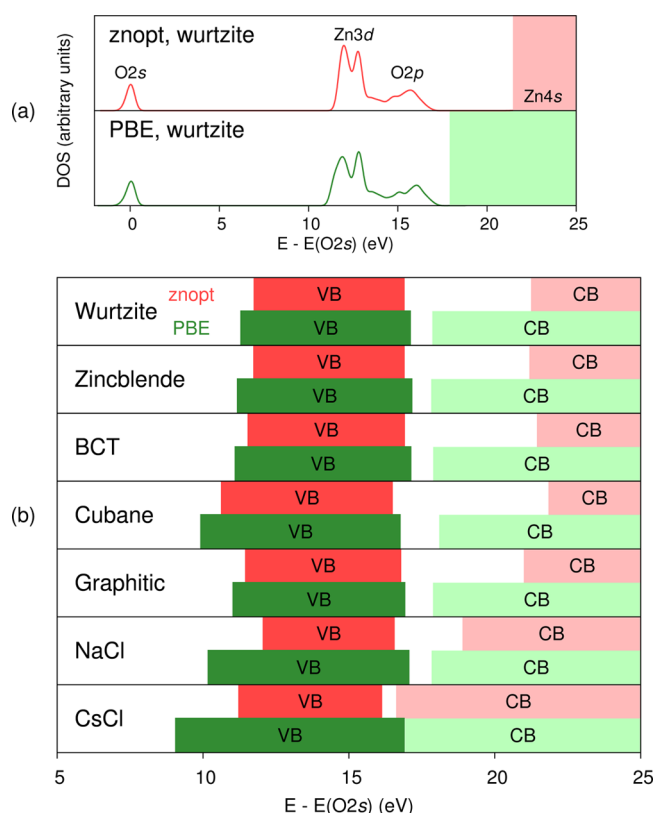 (a)
DOS (arbitrary units)
znopt, wurtzite
O2s
Zn3d
O2p
Zn4s
PBE, wurtzite
0 5 10 15 20 25
E - E(O2s) (eV)
(b)
Wurtzite
znopt VB CB
PBE VB CB
Zincblende
VB CB
VB CB
BCT
VB CB
VB CB
Cubane
VB CB
VB CB
Graphitic
VB CB
VB CB
NaCl
VB CB
VB CB
CsCl
VB CB
VB CB
5 10 15 20 25
E - E(O2s) (eV)